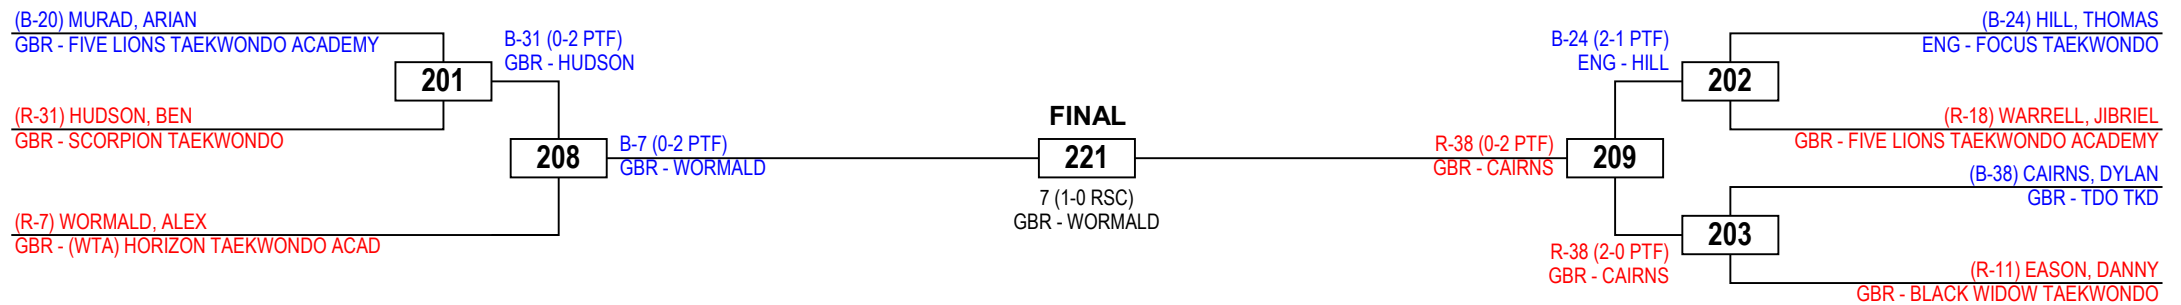 (B-20) MURAD, ARIAN
GBR - FIVE LIONS TAEKWONDO ACADEMY
B-31 (0-2 PTF)
GBR - HUDSON
201
(R-31) HUDSON, BEN
GBR - SCORPION TAEKWONDO
208
B-7 (0-2 PTF)
GBR - WORMALD
(R-7) WORMALD, ALEX
GBR - (WTA) HORIZON TAEKWONDO ACAD
FINAL
221
7 (1-0 RSC)
GBR - WORMALD
(B-24) HILL, THOMAS
ENG - FOCUS TAEKWONDO
B-24 (2-1 PTF)
ENG - HILL
202
(R-18) WARRELL, JIBRIEL
GBR - FIVE LIONS TAEKWONDO ACADEMY
R-38 (0-2 PTF)
GBR - CAIRNS
209
(B-38) CAIRNS, DYLAN
GBR - TDO TKD
203
R-38 (2-0 PTF)
GBR - CAIRNS
(R-11) EASON, DANNY
GBR - BLACK WIDOW TAEKWONDO